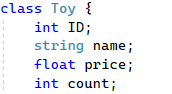 class Toy {
    int ID;
    string name;
    float price;
    int count;